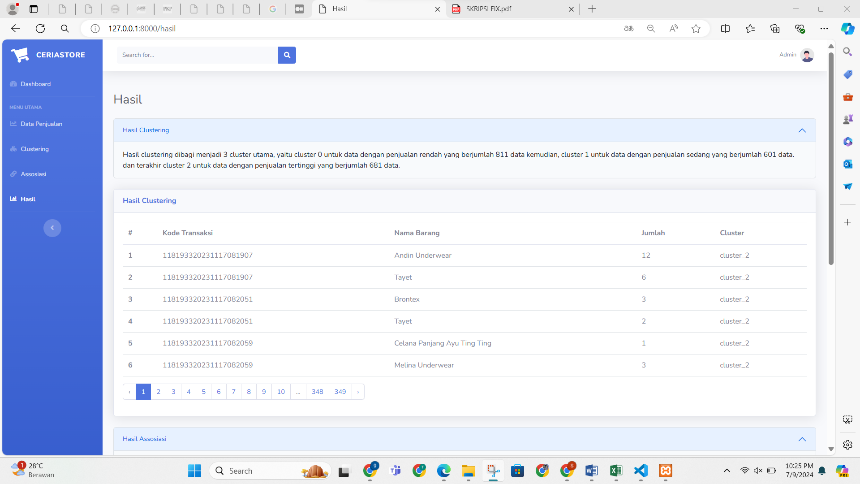 Hasil
SKRIPSI FIX.pdf
127.0.0.1:8000/hasil
CERIASTORE
Search for...
Admin
Dashboard
MENU UTAMA
Data Penjualan
Clustering
Assosiasi
Hasil
Hasil
Hasil Clustering
Hasil clustering dibagi menjadi 3 cluster utama, yaitu cluster 0 untuk data dengan penjualan rendah yang berjumlah 811 data kemudian, cluster 1 untuk data dengan penjualan sedang yang berjumlah 601 data.
dan terakhir cluster 2 untuk data dengan penjualan tertinggi yang berjumlah 681 data.
Hasil Clustering
# Kode Transaksi Nama Barang Jumlah Cluster
1 118193320231117081907 Andin Underwear 12 cluster_2
2 118193320231117081907 Tayet 6 cluster_2
3 118193320231117082051 Brontex 3 cluster_2
4 118193320231117082051 Tayet 2 cluster_2
5 118193320231117082059 Celana Panjang Ayu Ting Ting 1 cluster_2
6 118193320231117082059 Melina Underwear 3 cluster_2
‹ 1 2 3 4 5 6 7 8 9 10 ... 348 349 ›
Hasil Assosiasi
28°C
Berawan
Search
10:25 PM
7/9/2024